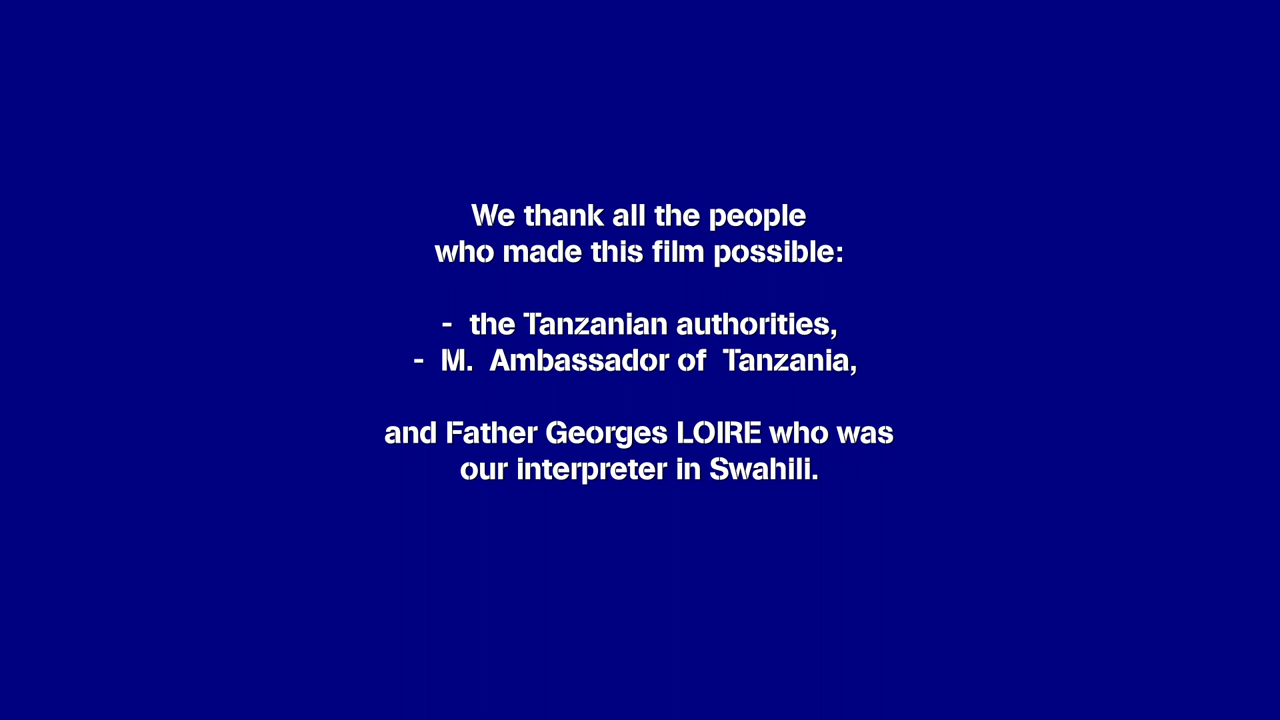 We thank all the people
who made this film possible:
-  the Tanzanian authorities,
-  M.  Ambassador of  Tanzania,
and Father Georges LOIRE who was
our interpreter in Swahili.